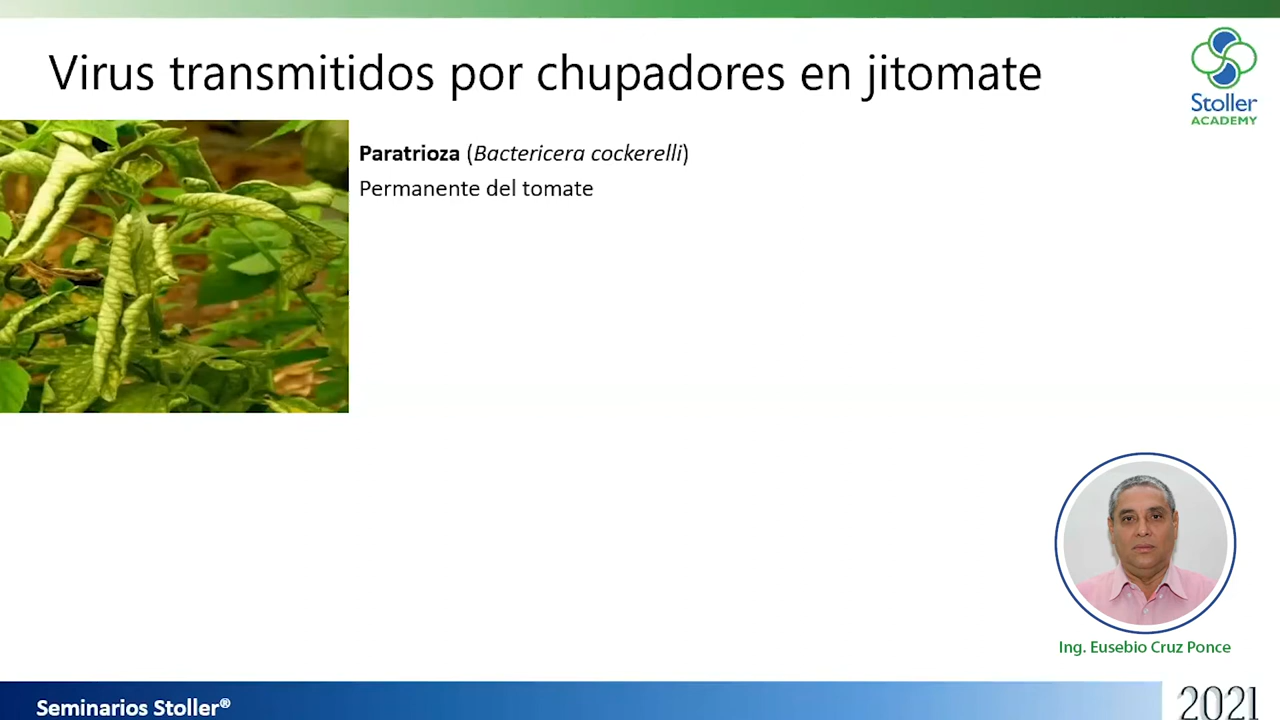 Virus transmitidos por chupadores en jitomate
Stoller
ACADEMY
Paratrioza (Bactericera cockerelli)
Permanente del tomate
Ing. Eusebio Cruz Ponce
Seminarios Stoller®
2021